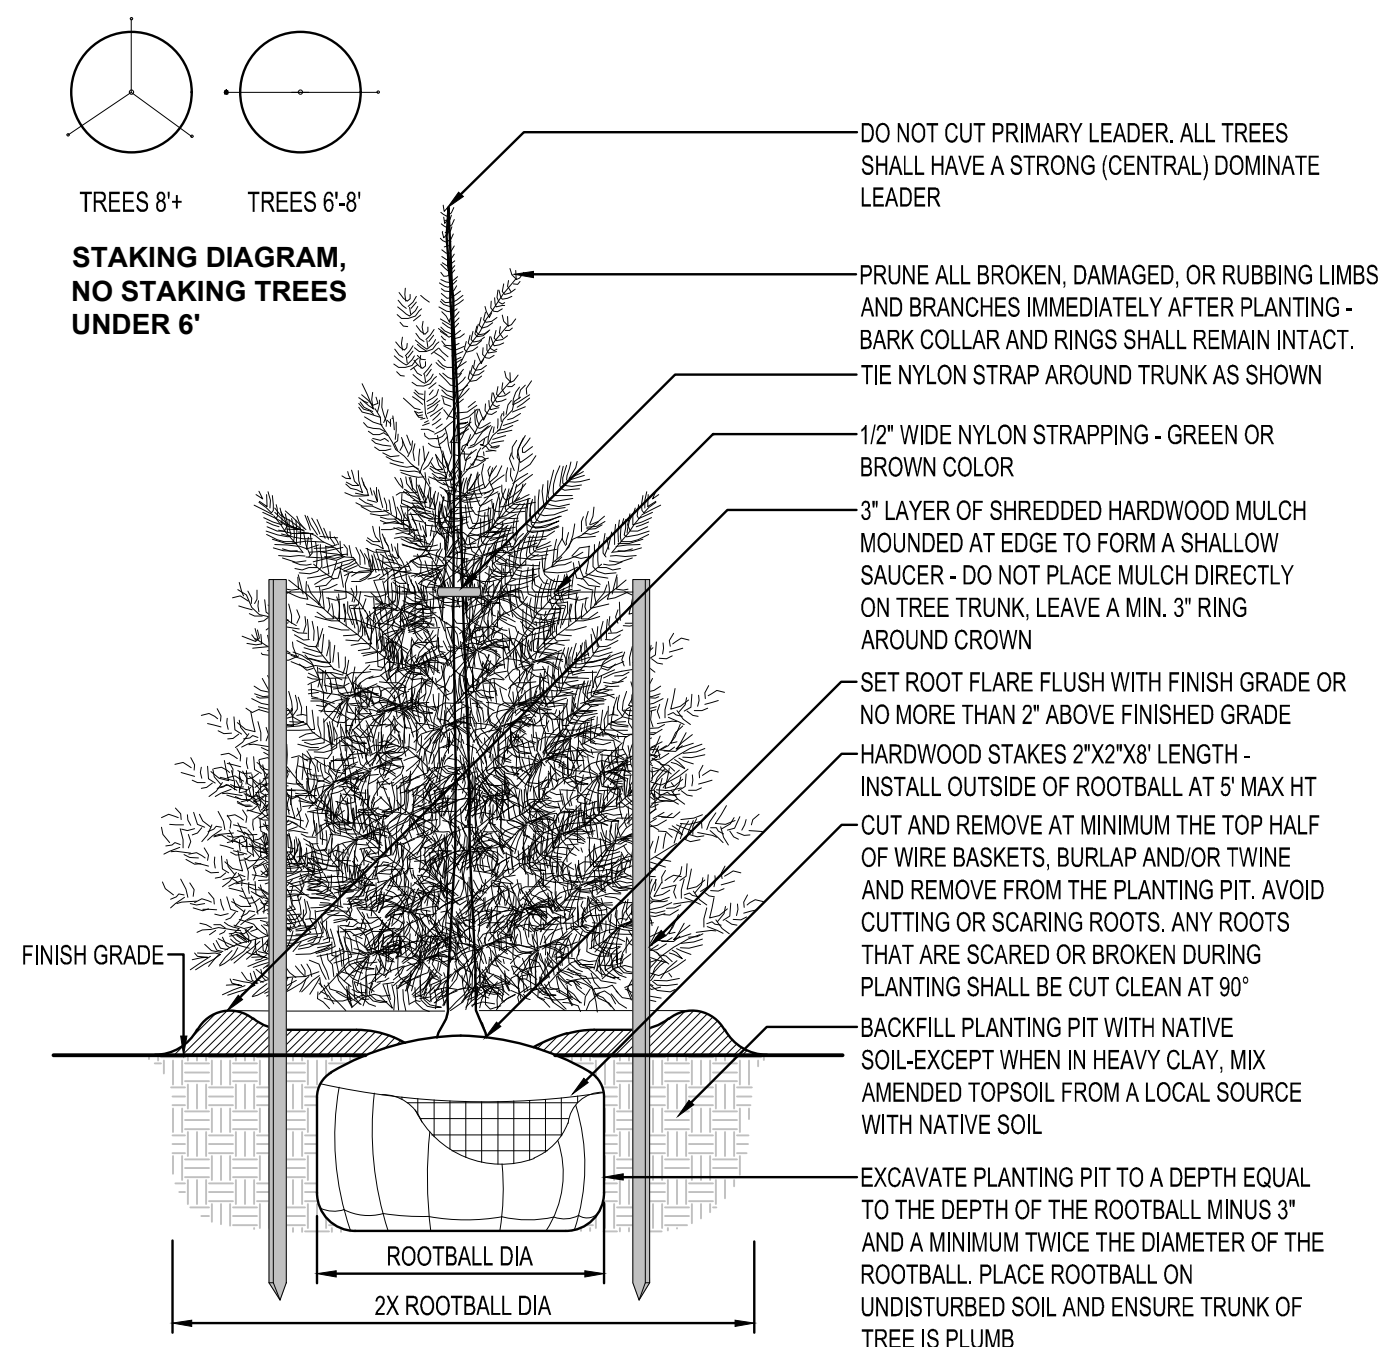 TREES 8'+
TREES 6'-8'
STAKING DIAGRAM,
NO STAKING TREES
UNDER 6'
DO NOT CUT PRIMARY LEADER. ALL TREES
SHALL HAVE A STRONG (CENTRAL) DOMINATE
LEADER
PRUNE ALL BROKEN, DAMAGED, OR RUBBING LIMBS
AND BRANCHES IMMEDIATELY AFTER PLANTING -
BARK COLLAR AND RINGS SHALL REMAIN INTACT.
TIE NYLON STRAP AROUND TRUNK AS SHOWN
1/2" WIDE NYLON STRAPPING - GREEN OR
BROWN COLOR
3" LAYER OF SHREDDED HARDWOOD MULCH
MOUNDED AT EDGE TO FORM A SHALLOW
SAUCER - DO NOT PLACE MULCH DIRECTLY
ON TREE TRUNK, LEAVE A MIN. 3" RING
AROUND CROWN
SET ROOT FLARE FLUSH WITH FINISH GRADE OR
NO MORE THAN 2" ABOVE FINISHED GRADE
HARDWOOD STAKES 2"X2"X8' LENGTH -
INSTALL OUTSIDE OF ROOTBALL AT 5' MAX HT
CUT AND REMOVE AT MINIMUM THE TOP HALF
OF WIRE BASKETS, BURLAP AND/OR TWINE
AND REMOVE FROM THE PLANTING PIT. AVOID
CUTTING OR SCARING ROOTS. ANY ROOTS
THAT ARE SCARED OR BROKEN DURING
PLANTING SHALL BE CUT CLEAN AT 90°
FINISH GRADE
BACKFILL PLANTING PIT WITH NATIVE
SOIL-EXCEPT WHEN IN HEAVY CLAY, MIX
AMENDED TOPSOIL FROM A LOCAL SOURCE
WITH NATIVE SOIL
EXCAVATE PLANTING PIT TO A DEPTH EQUAL
TO THE DEPTH OF THE ROOTBALL MINUS 3"
AND A MINIMUM TWICE THE DIAMETER OF THE
ROOTBALL. PLACE ROOTBALL ON
UNDISTURBED SOIL AND ENSURE TRUNK OF
TREE IS PLUMB
ROOTBALL DIA
2X ROOTBALL DIA